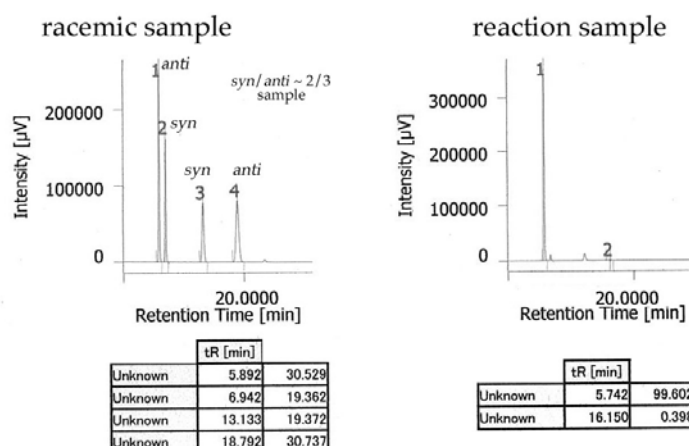 racemic sample
reaction sample
1 anti
syn/anti ~ 2/3
sample
2 syn
syn
anti
3
4
Intensity [µV]
200000
100000
0
20.0000
Retention Time [min]
1
2
Intensity [µV]
300000
200000
100000
0
20.0000
Retention Time [min]
tR [min]
Unknown 5.892 30.529
Unknown 6.942 19.362
Unknown 13.133 19.372
Unknown 18.792 30.737
tR [min]
Unknown 5.742 99.602
Unknown 16.150 0.398